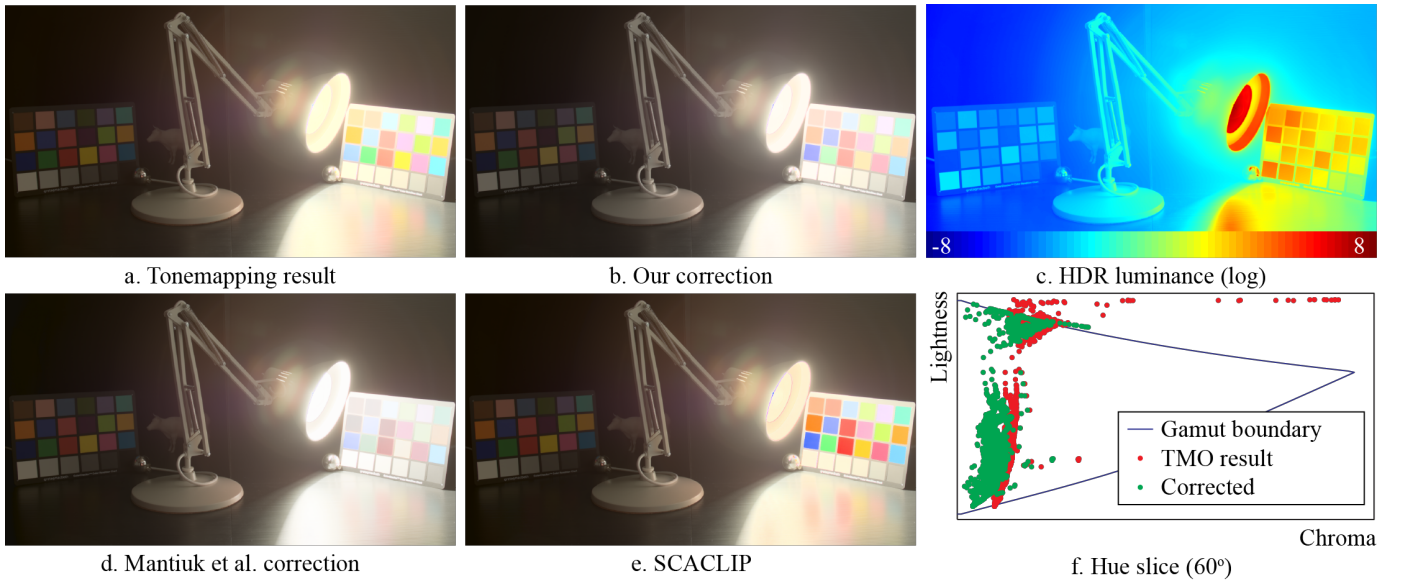 a. Tonemapping result
b. Our correction
-8
8
c. HDR luminance (log)
d. Mantiuk et al. correction
e. SCACLIP
Lightness
Gamut boundary
TMO result
Corrected
Chroma
f. Hue slice (60º)